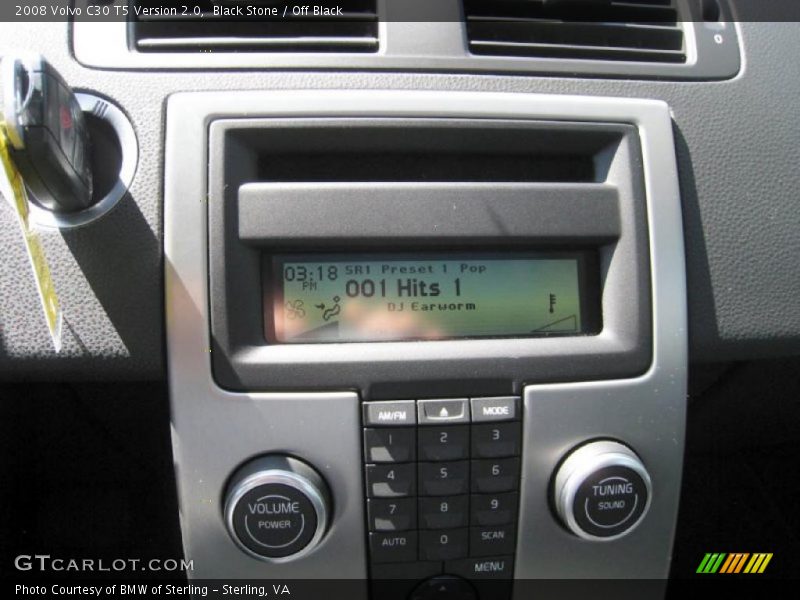 2008 Volvo C30 T5 Version 2.0, Black Stone / Off Black
0
03:18 SR1 Preset 1 Pop
PM 001 Hits 1
DJ Earworm
AM/FM MODE
1 2 3
4 5 6
7 8 9
AUTO 0 SCAN
MENU
VOLUME
POWER
TUNING
SOUND
GTCARLOT.COM
Photo Courtesy of BMW of Sterling - Sterling, VA